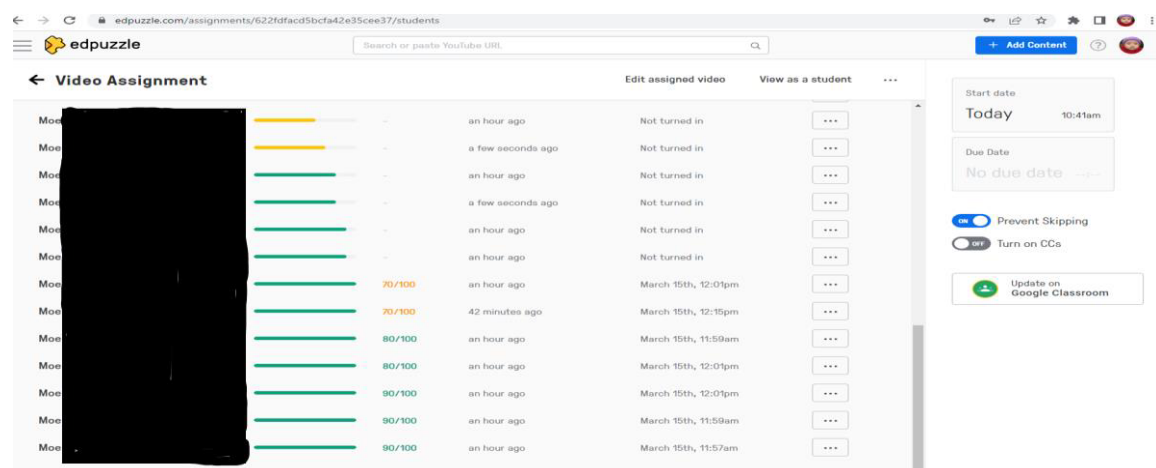 edpuzzle.com/assignments/622fdfacd5bcfa42e35cee37/students
edpuzzle
Search or paste YouTube URL
+ Add Content
Video Assignment
Edit assigned video
View as a student
Moe an hour ago Not turned in
Moe a few seconds ago Not turned in
Moe an hour ago Not turned in
Moe a few seconds ago Not turned in
Moe an hour ago Not turned in
Moe an hour ago Not turned in
Moe 70/100 an hour ago March 15th, 12:01pm
Moe 70/100 42 minutes ago March 15th, 12:15pm
Moe 80/100 an hour ago March 15th, 11:59am
Moe 80/100 an hour ago March 15th, 12:01pm
Moe 90/100 an hour ago March 15th, 12:01pm
Moe 90/100 an hour ago March 15th, 11:59am
Moe 90/100 an hour ago March 15th, 11:57am
Start date
Today 10:41am
Due Date
No due date --:--
ON Prevent Skipping
OFF Turn on CCs
Update on
Google Classroom